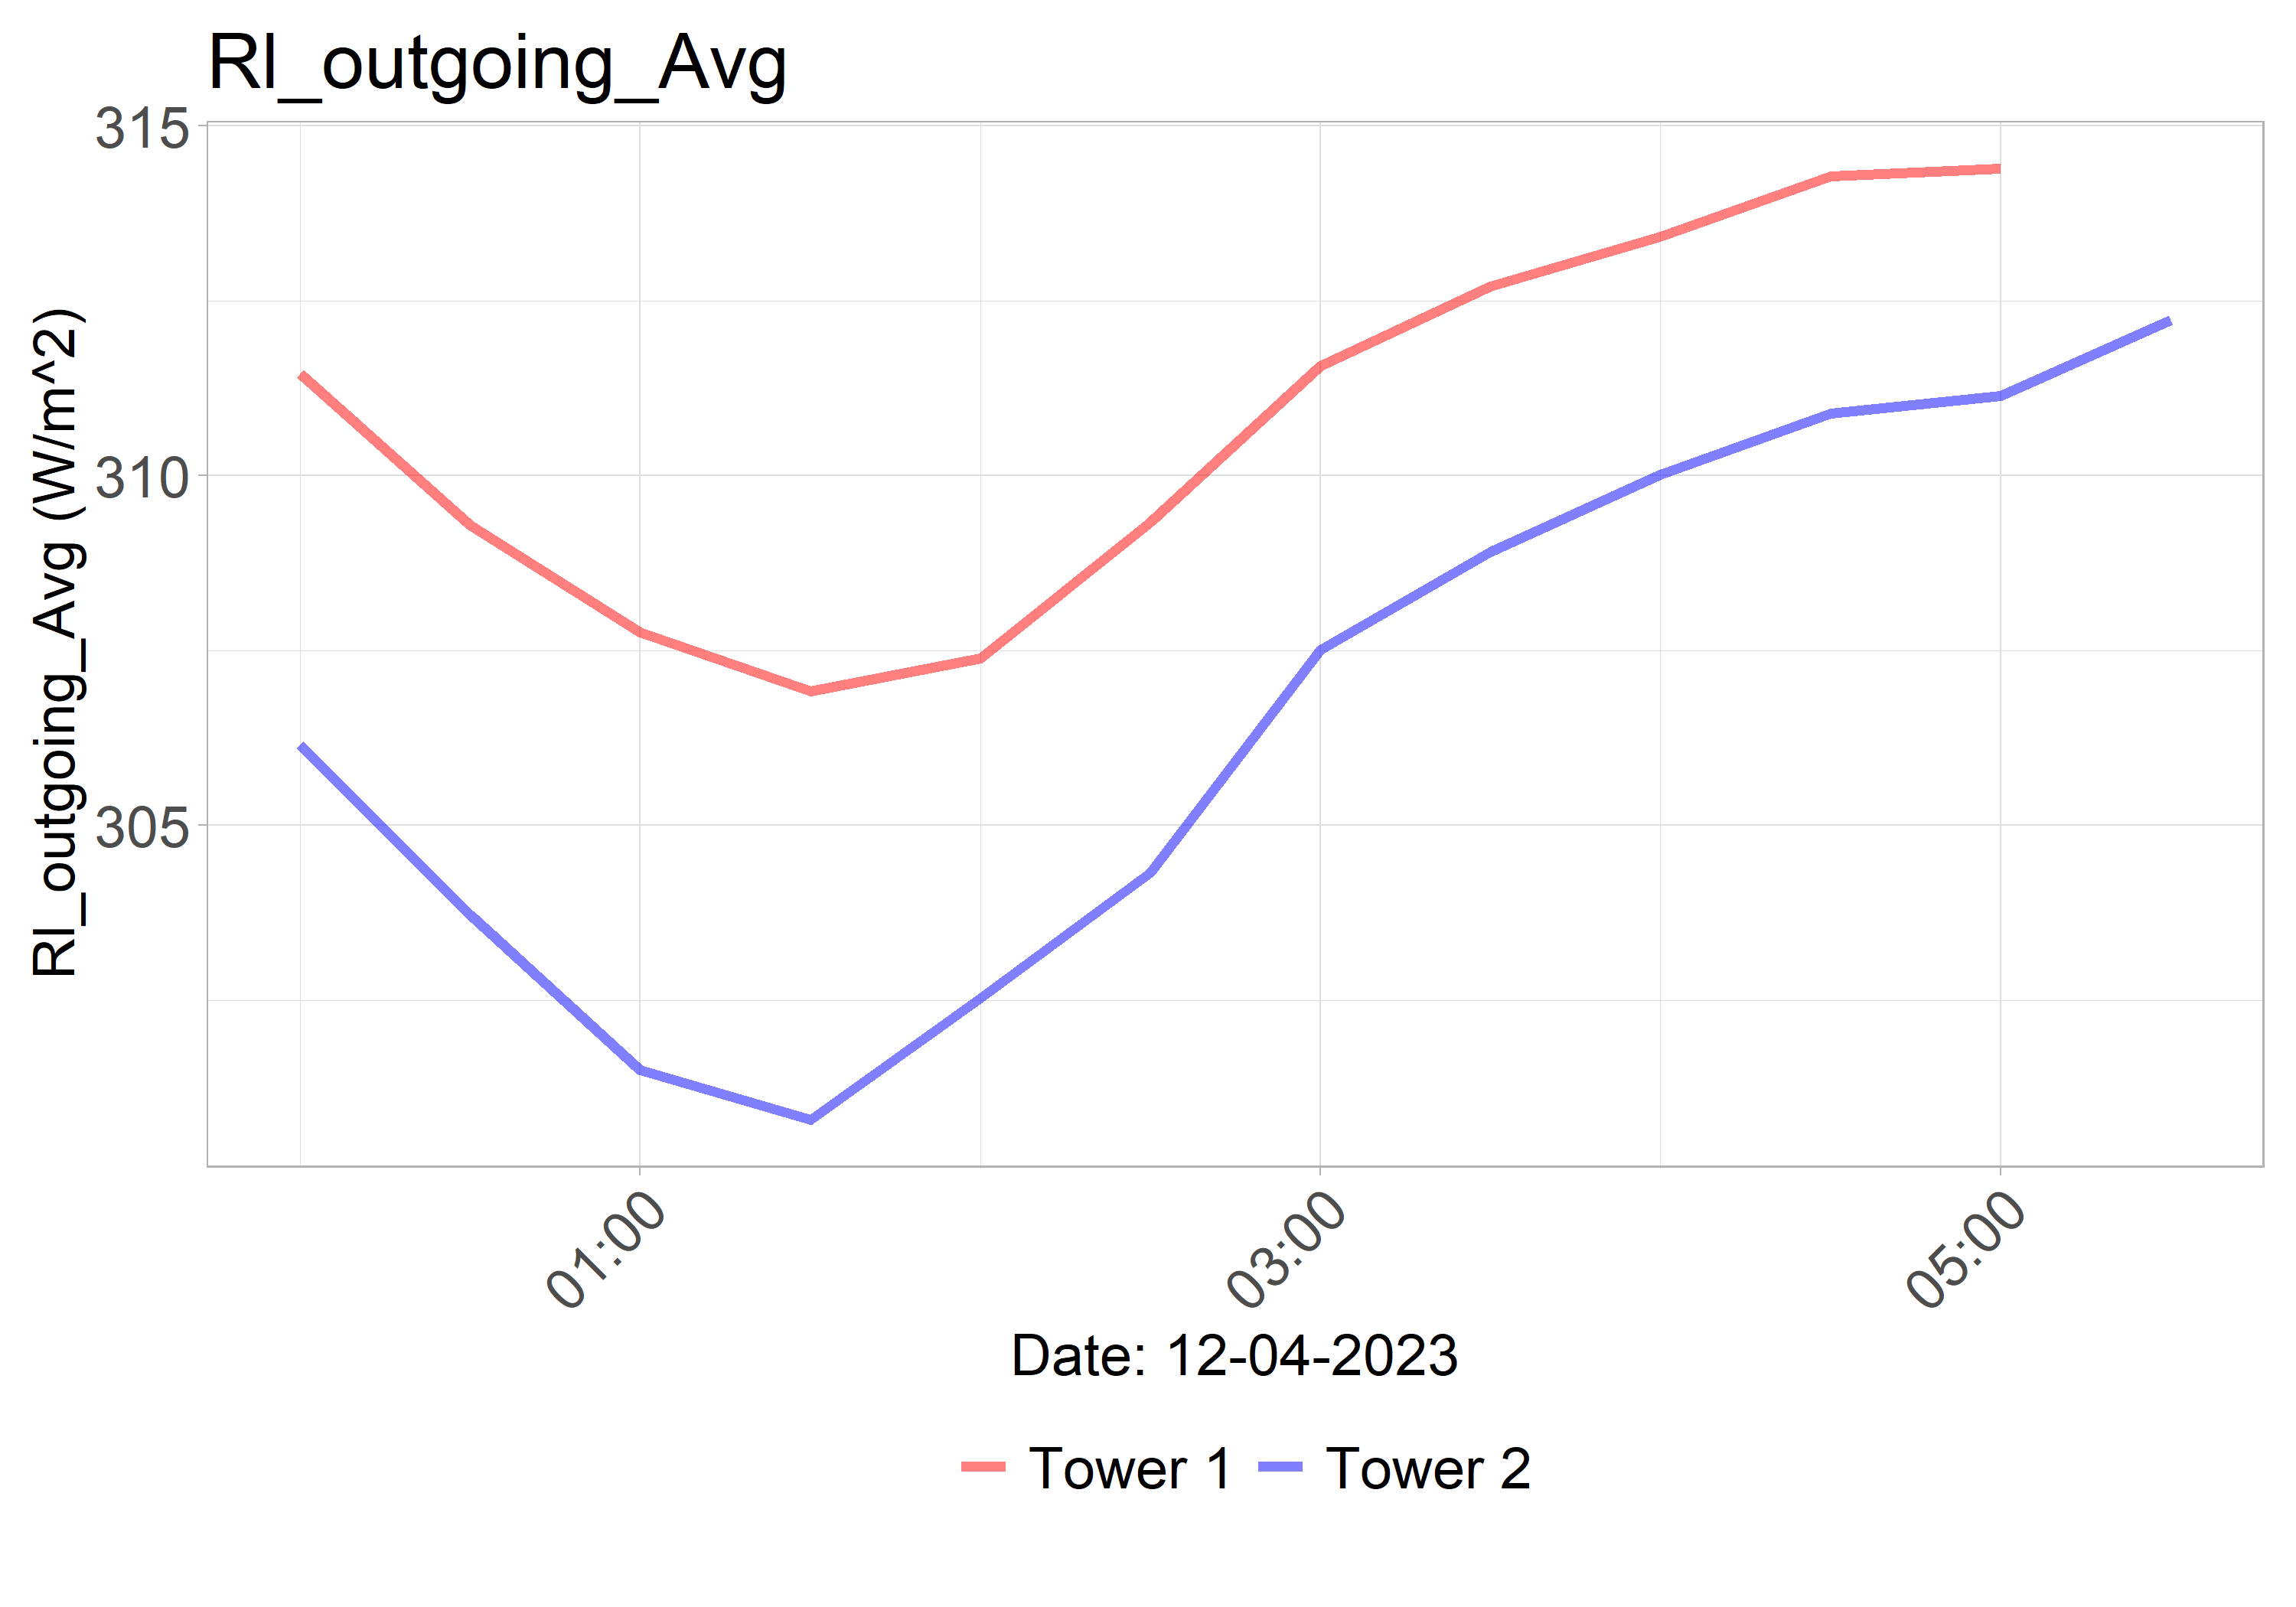 Rl_outgoing_Avg
Rl_outgoing_Avg (W/m^2)
315
310
305
01:00
03:00
05:00
Date: 12-04-2023
Tower 1
Tower 2